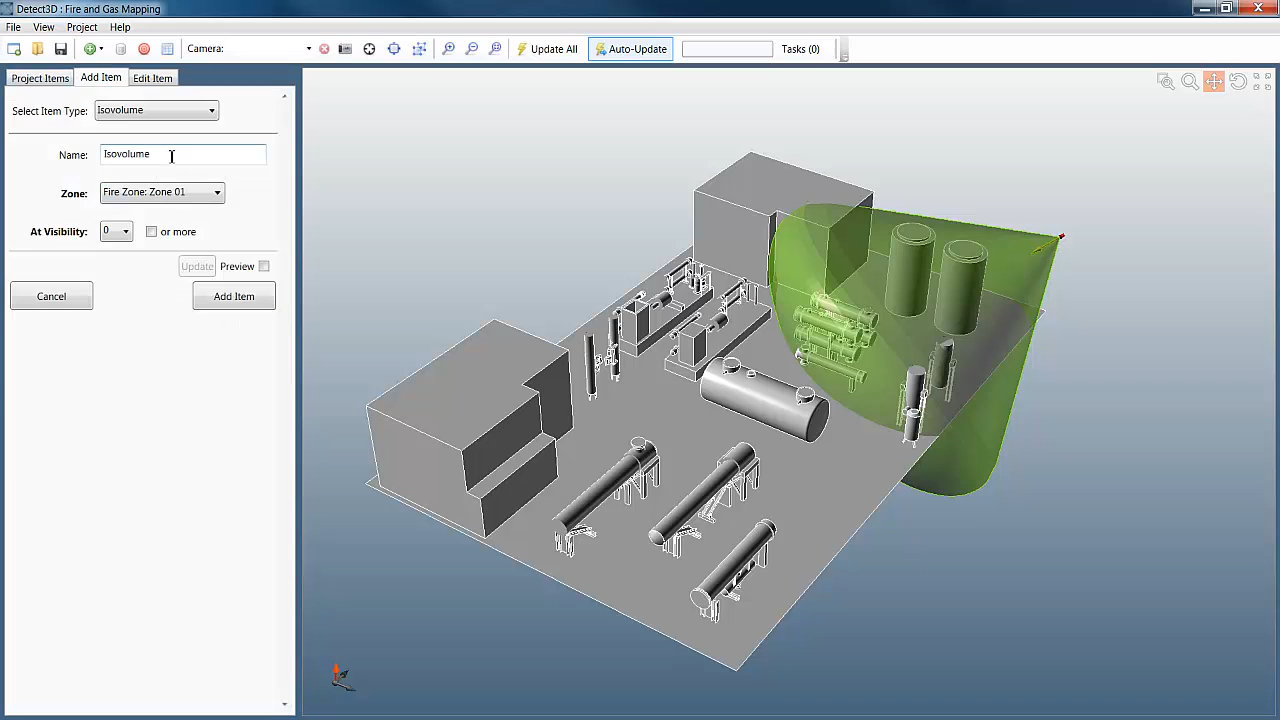 Detect3D : Fire and Gas Mapping
File View Project Help
Camera: Update All Auto-Update Tasks (0)
Project Items Add Item Edit Item
Select Item Type: Isovolume
Name: Isovolume
Zone: Fire Zone: Zone 01
At Visibility: 0 or more
Update Preview
Cancel Add Item